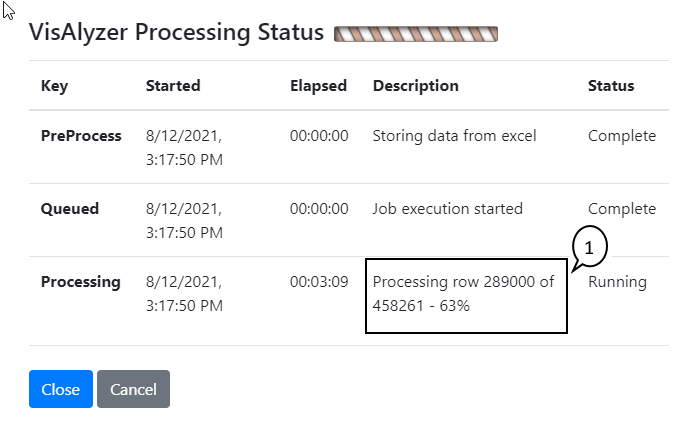 VisAlyzer Processing Status
Key Started Elapsed Description Status
PreProcess 8/12/2021, 00:00:00 Storing data from excel Complete
3:17:50 PM
Queued 8/12/2021, 00:00:00 Job execution started Complete
3:17:50 PM
1
Processing 8/12/2021, 00:03:09 Processing row 289000 of Running
3:17:50 PM 458261 - 63%
Close Cancel